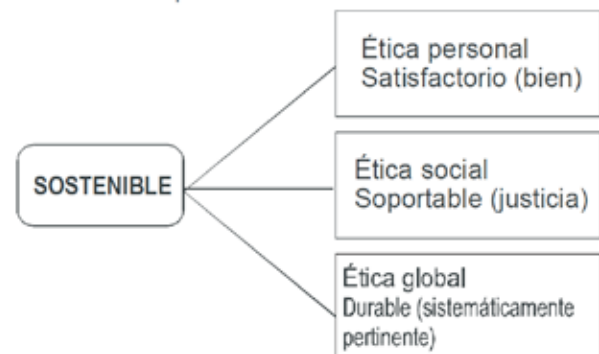 Ética personal
Satisfactorio (bien)
SOSTENIBLE
Ética social
Soportable (justicia)
Ética global
Durable (sistemáticamente
pertinente)